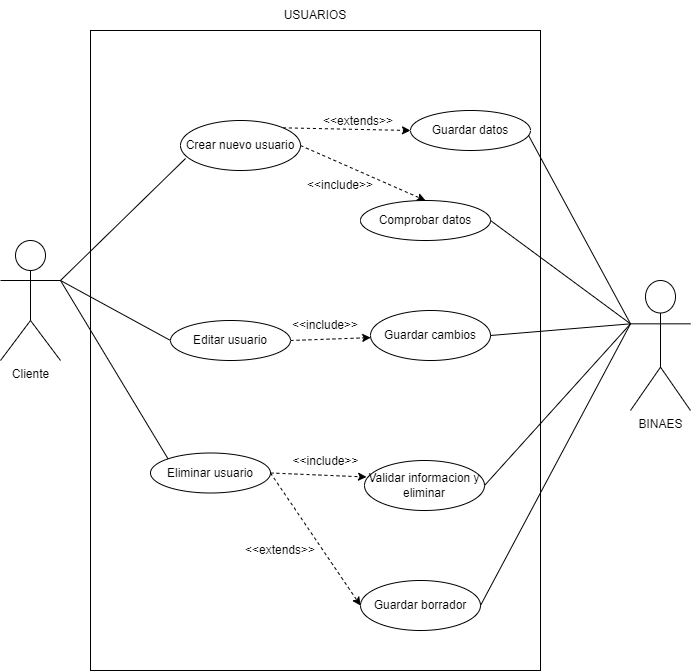 USUARIOS
<<extends>>
Guardar datos
Crear nuevo usuario
<<include>>
Comprobar datos
<<include>>
Guardar cambios
Editar usuario
Cliente
BINAES
<<include>>
Eliminar usuario
Validar informacion y
eliminar
<<extends>>
Guardar borrador